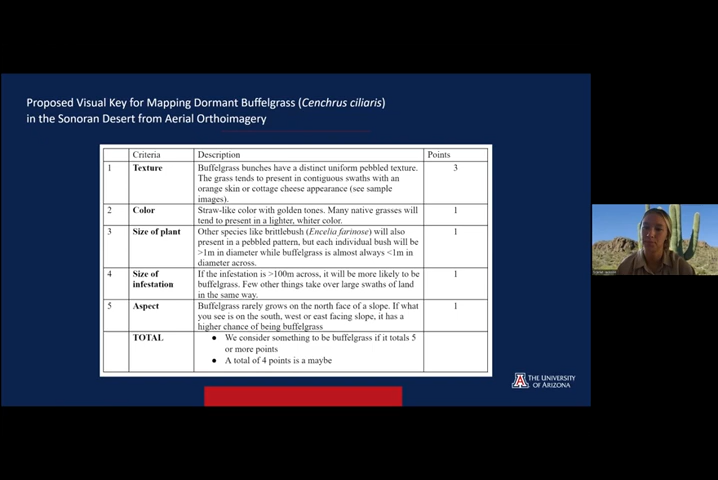 Proposed Visual Key for Mapping Dormant Buffelgrass (Cenchrus ciliaris)
in the Sonoran Desert from Aerial Orthoimagery
Criteria Description Points
1 Texture Buffelgrass bunches have a distinct uniform pebbled texture. 3
The grass tends to present in contiguous swaths with an
orange skin or cottage cheese appearance (see sample
images).
2 Color Straw-like color with golden tones. Many native grasses will 1
tend to present in a lighter, whiter color.
3 Size of plant Other species like brittlebush (Encelia farinose) will also 1
present in a pebbled pattern, but each individual bush will be
>1m in diameter while buffelgrass is almost always <1m in
diameter across.
4 Size of If the infestation is >100m across, it will be more likely to be 1
infestation buffelgrass. Few other things take over large swaths of land
in the same way.
5 Aspect Buffelgrass rarely grows on the north face of a slope. If what 1
you see is on the south, west or east facing slope, it has a
higher chance of being buffelgrass
TOTAL • We consider something to be buffelgrass if it totals 5
or more points
• A total of 4 points is a maybe
A THE UNIVERSITY
OF ARIZONA